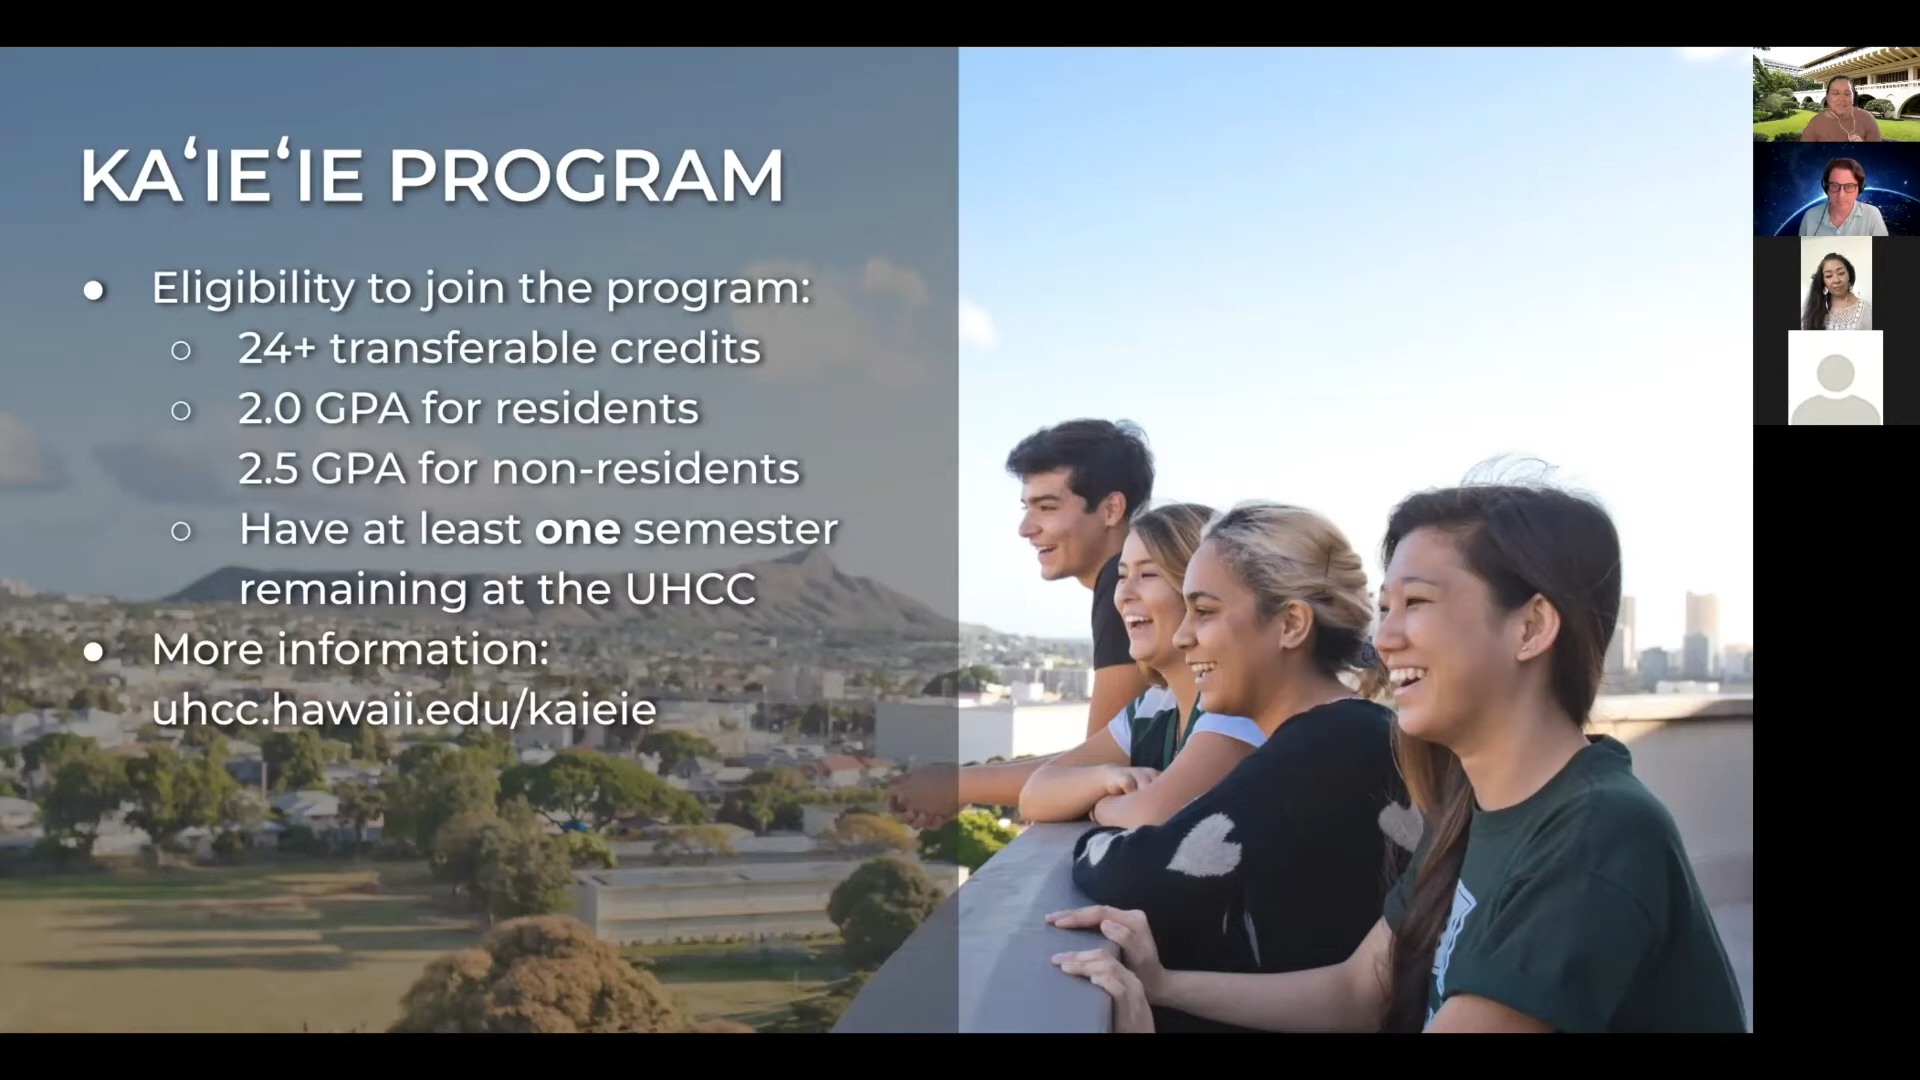 KAʻIEʻIE PROGRAM
● Eligibility to join the program:
○ 24+ transferable credits
○ 2.0 GPA for residents
2.5 GPA for non-residents
○ Have at least one semester
remaining at the UHCC
● More information:
uhcc.hawaii.edu/kaieie